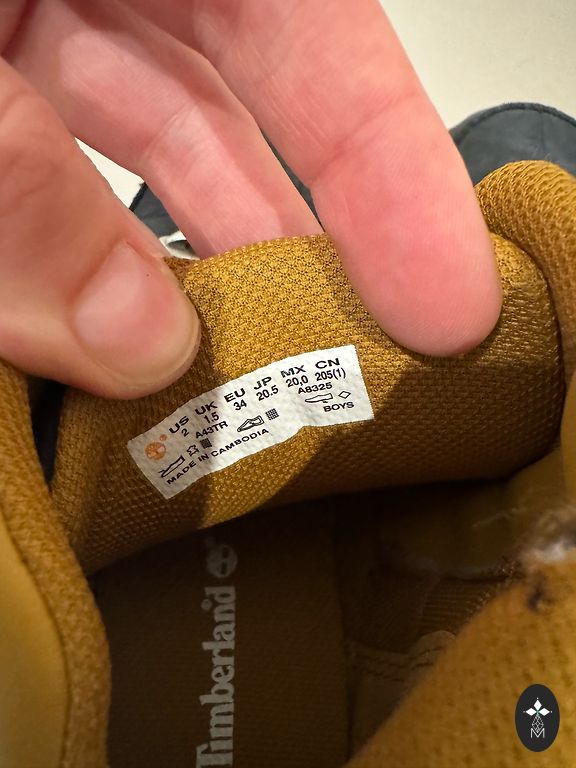 US UK EU JP MX CN
2 1.5 34 20.5 20,0 205(1)
A43TR A8325
BOYS
MADE IN CAMBODIA
Timberland
M